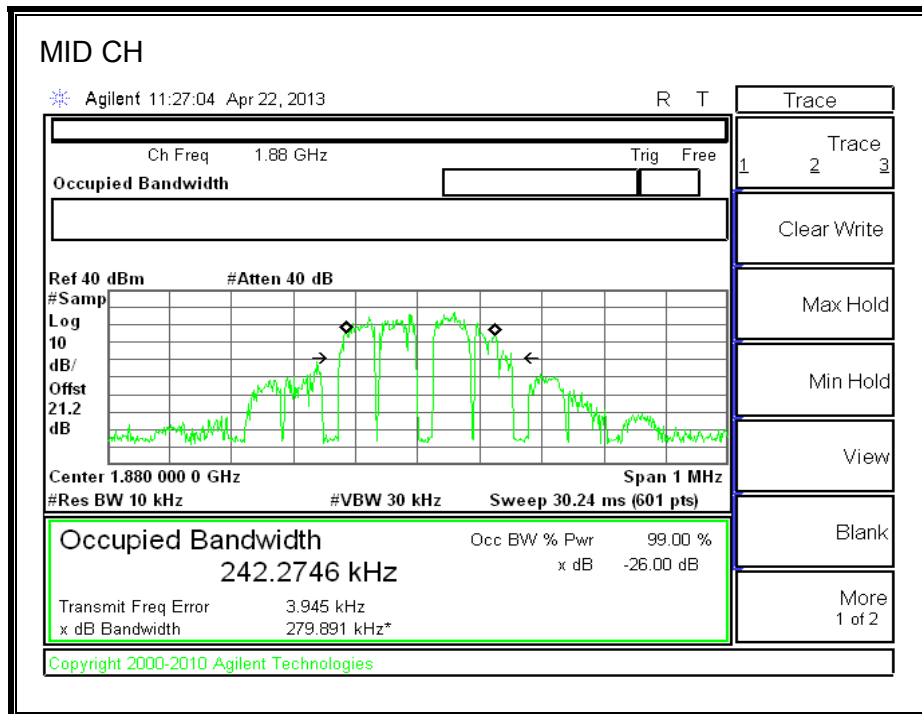 MID CH
Agilent 11:27:04 Apr 22, 2013 R T
Trace
Ch Freq 1.88 GHz Trig Free
Occupied Bandwidth
Trace
1 2 3
Clear Write
Max Hold
Min Hold
View
Blank
More
1 of 2
Ref 40 dBm #Atten 40 dB
#Samp
Log
10
dB/
Offst
21.2
dB
Center 1.880 000 0 GHz Span 1 MHz
#Res BW 10 kHz #VBW 30 kHz Sweep 30.24 ms (601 pts)
Occupied Bandwidth Occ BW % Pwr 99.00 %
242.2746 kHz x dB -26.00 dB
Transmit Freq Error 3.945 kHz
x dB Bandwidth 279.891 kHz*
Copyright 2000-2010 Agilent Technologies